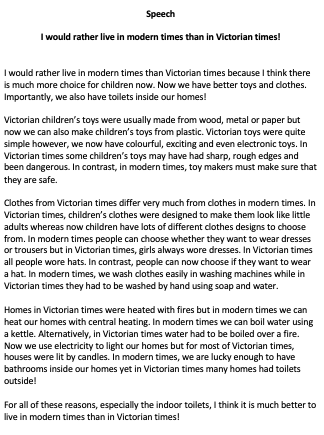 Speech
I would rather live in modern times than in Victorian times!
I would rather live in modern times than Victorian times because I think there
is much more choice for children now. Now we have better toys and clothes.
Importantly, we also have toilets inside our homes!
Victorian children's toys were usually made from wood, metal or paper but
now we can also make children's toys from plastic. Victorian toys were quite
simple however, we now have colourful, exciting and even electronic toys. In
Victorian times some children's toys may have had sharp, rough edges and
been dangerous. In contrast, in modern times, toy makers must make sure that
they are safe.
Clothes from Victorian times differ very much from clothes in modern times. In
Victorian times, children's clothes were designed to make them look like little
adults whereas now children have lots of different clothes designs to choose
from. In modern times people can choose whether they want to wear dresses
or trousers but in Victorian times, girls always wore dresses. In Victorian times
all people wore hats. In contrast, people can now choose if they want to wear
a hat. In modern times, we wash clothes easily in washing machines while in
Victorian times they had to be washed by hand using soap and water.
Homes in Victorian times were heated with fires but in modern times we can
heat our homes with central heating. In modern times we can boil water using
a kettle. Alternatively, in Victorian times water had to be boiled over a fire.
Now we use electricity to light our homes but for most of Victorian times,
houses were lit by candles. In modern times, we are lucky enough to have
bathrooms inside our homes yet in Victorian times many homes had toilets
outside!
For all of these reasons, especially the indoor toilets, I think it is much better to
live in modern times than in Victorian times!